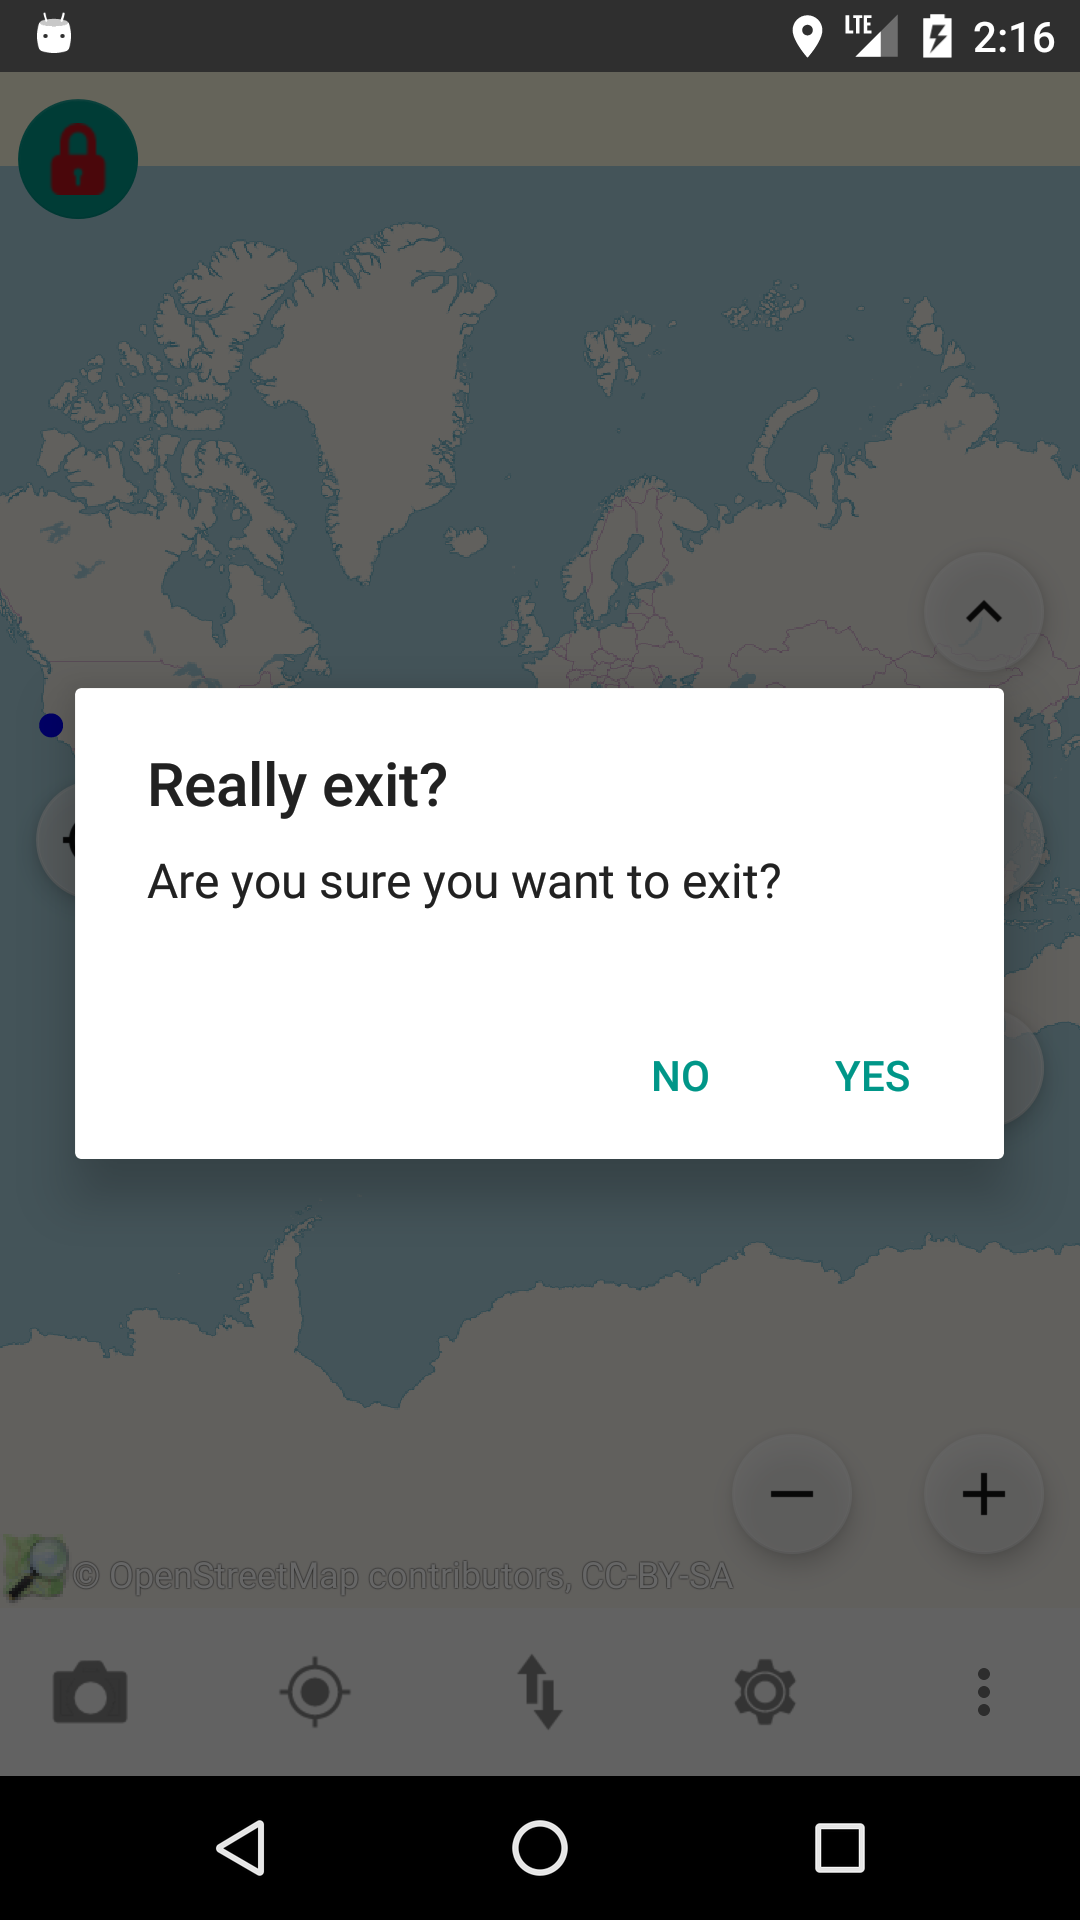 LTE 2:16
Really exit?
Are you sure you want to exit?
NO YES
© OpenStreetMap contributors, CC-BY-SA